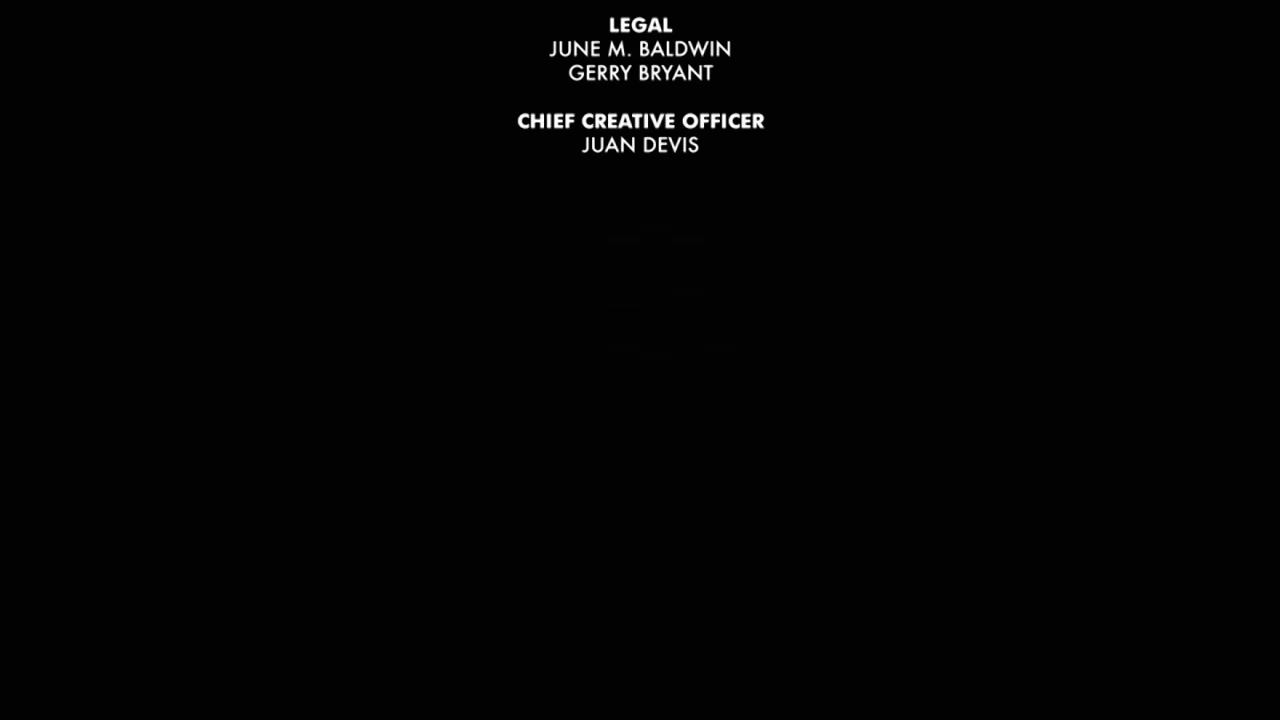 LEGAL
JUNE M. BALDWIN
GERRY BRYANT
CHIEF CREATIVE OFFICER
JUAN DEVIS